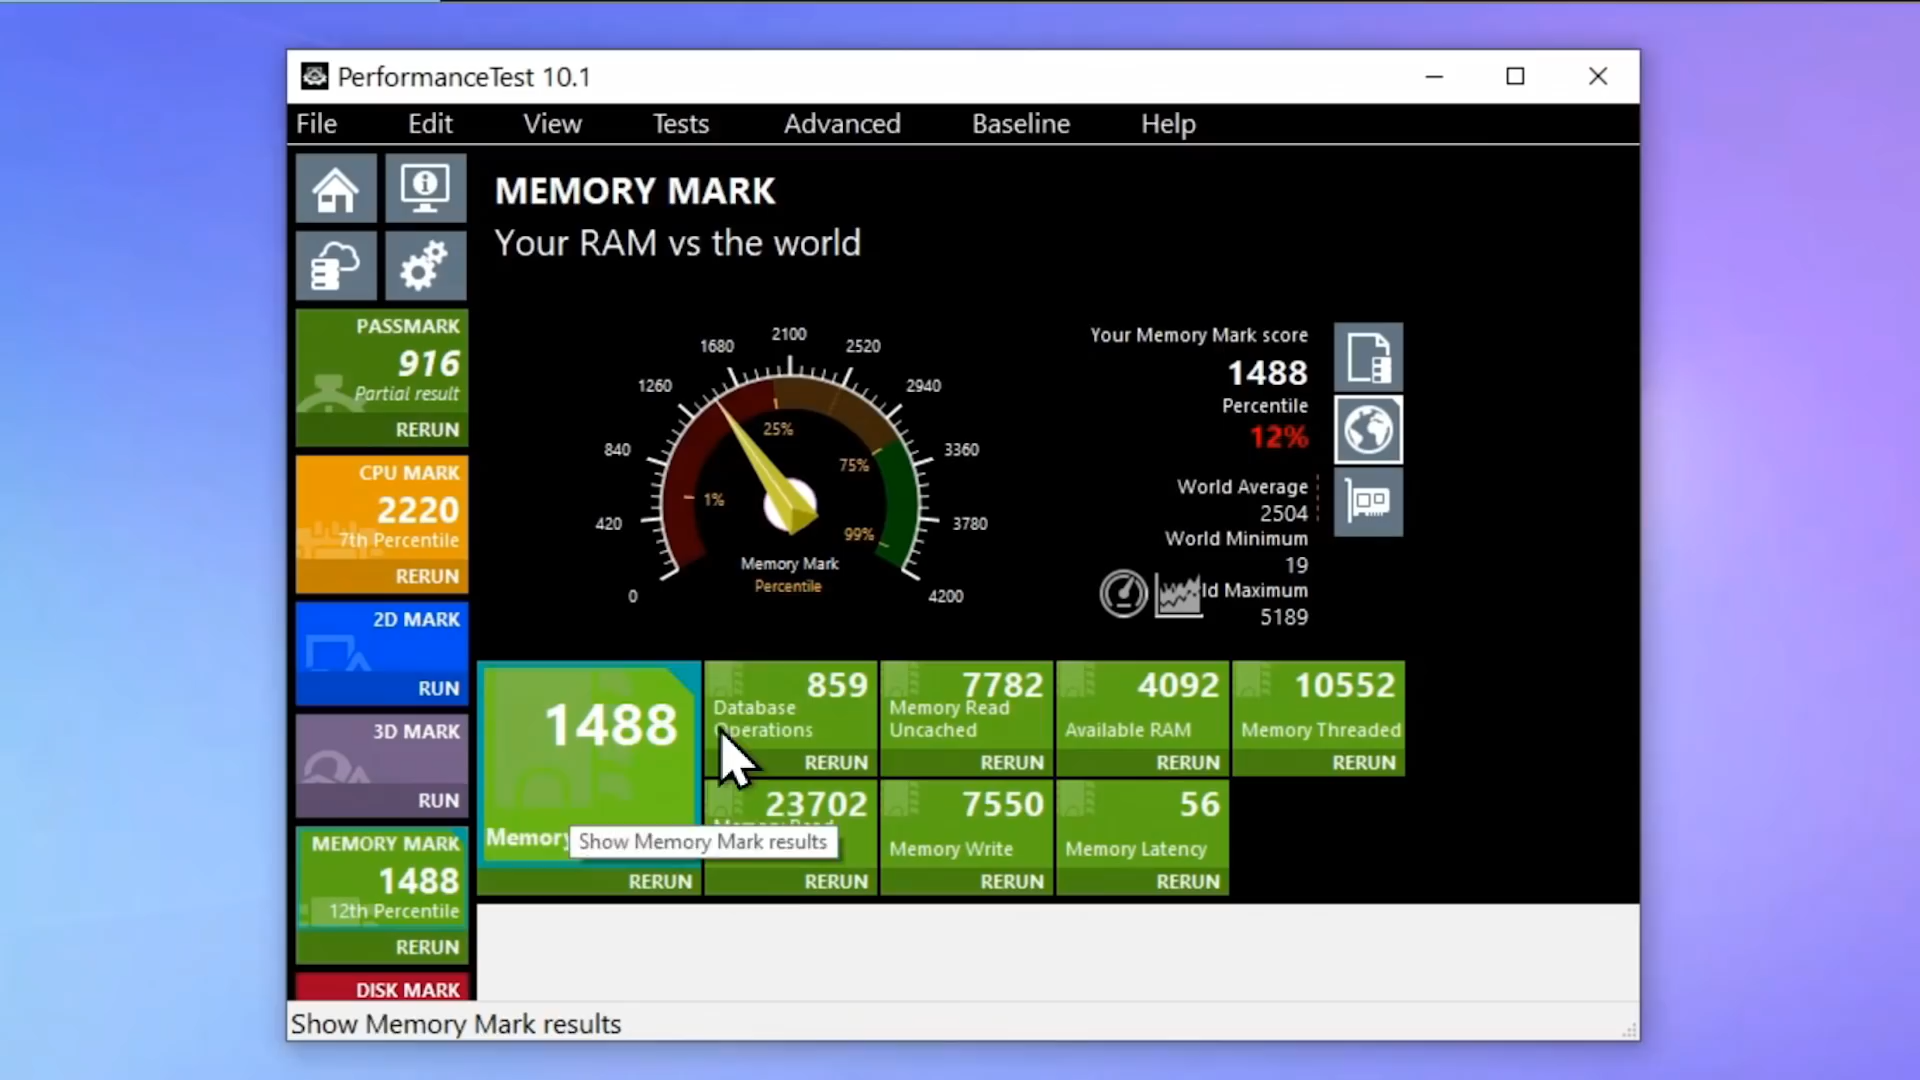 PerformanceTest 10.1
File Edit View Tests Advanced Baseline Help
MEMORY MARK
Your RAM vs the world
PASSMARK
916
Partial result
RERUN
CPU MARK
2220
7th Percentile
RERUN
2D MARK
RUN
3D MARK
RUN
MEMORY MARK
1488
12th Percentile
RERUN
DISK MARK
0
420
840
1260
1680
2100
2520
2940
3360
3780
4200
1%
25%
75%
99%
Memory Mark
Percentile
Your Memory Mark score
1488
Percentile
12%
World Average
2504
World Minimum
19
ld Maximum
5189
1488
Memory
RERUN
859
Database
Operations
RERUN
7782
Memory Read
Uncached
RERUN
4092
Available RAM
RERUN
10552
Memory Threaded
RERUN
23702
RERUN
7550
Memory Write
RERUN
56
Memory Latency
RERUN
Show Memory Mark results
Show Memory Mark results